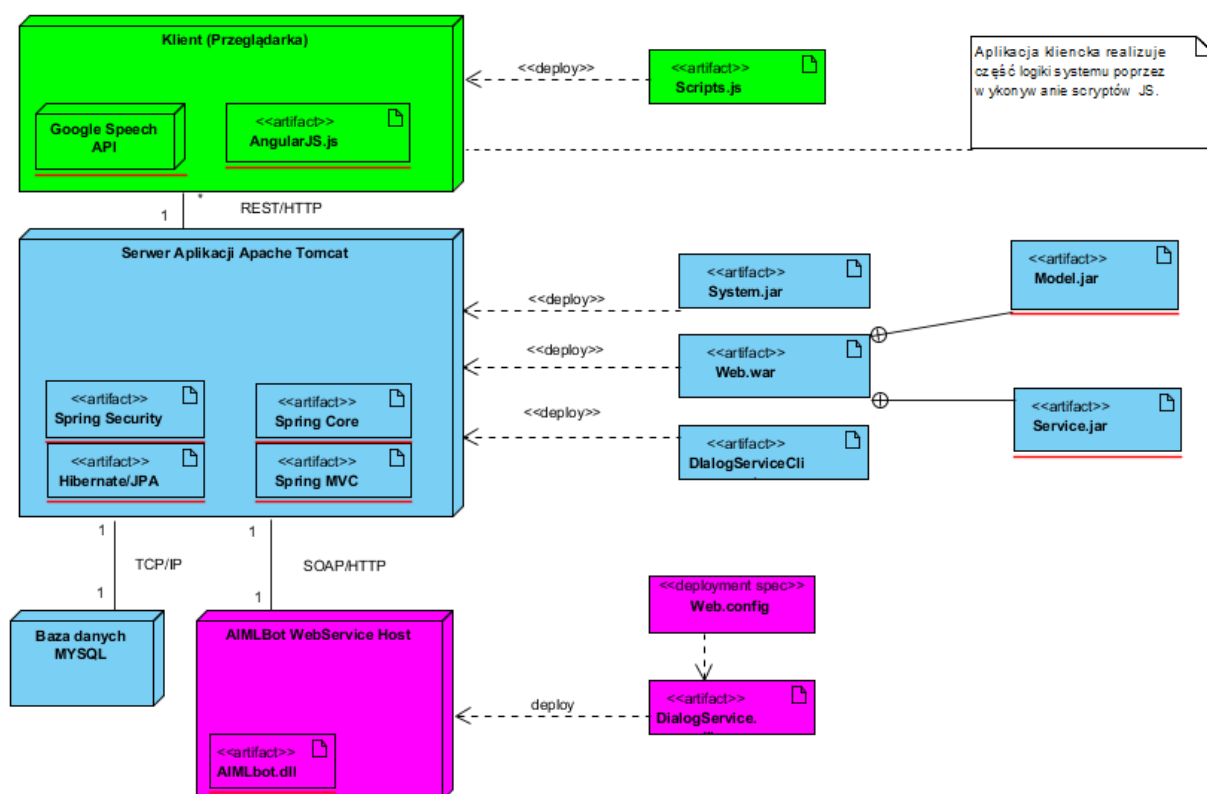 Klient (Przeglądarka)
Google Speech
API
<<artifact>>
AngularJS.js
<<deploy>>
<<artifact>>
Scripts.js
Aplikacja kliencka realizuje
część logiki systemu poprzez
wykonywanie scryptów JS.
*
1
REST/HTTP
Serwer Aplikacji Apache Tomcat
<<artifact>>
Spring Security
<<artifact>>
Spring Core
<<artifact>>
Hibernate/JPA
<<artifact>>
Spring MVC
<<deploy>>
<<artifact>>
System.jar
<<deploy>>
<<artifact>>
Web.war
<<deploy>>
<<artifact>>
DIalogServiceCli
<<artifact>>
Model.jar
<<artifact>>
Service.jar
1
TCP/IP
1
1
SOAP/HTTP
1
Baza danych
MYSQL
AIMLBot WebService Host
<<artifact>>
AIMLbot.dll
deploy
<<deployment spec>>
Web.config
<<artifact>>
DialogService.